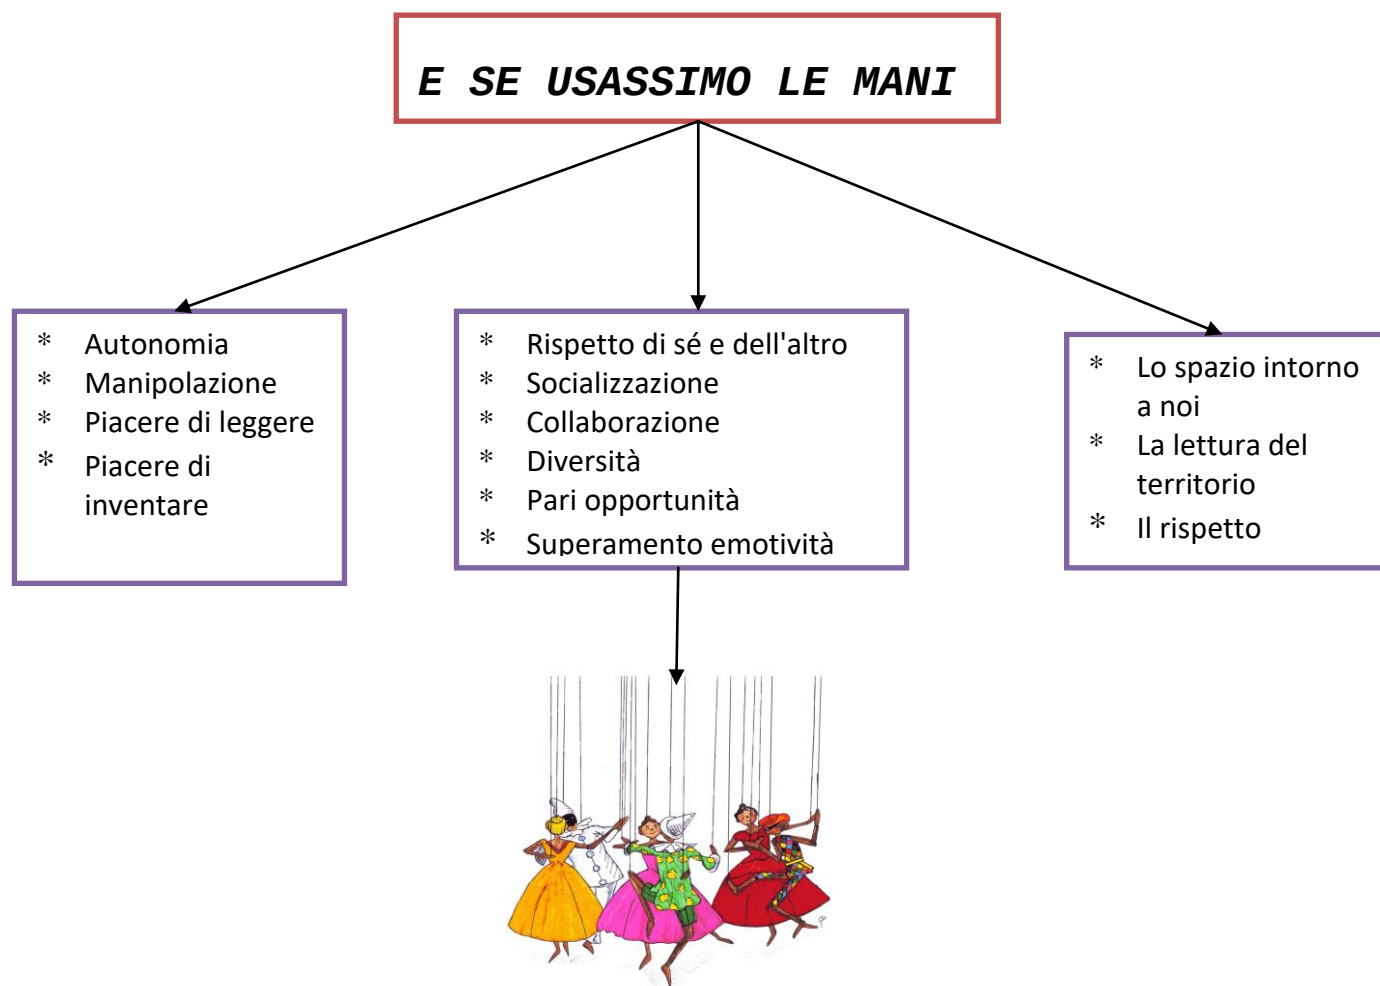 E SE USASSIMO LE MANI
* Autonomia
* Manipolazione
* Piacere di leggere
* Piacere di
inventare
* Rispetto di sé e dell'altro
* Socializzazione
* Collaborazione
* Diversità
* Pari opportunità
* Superamento emotività
* Lo spazio intorno
a noi
* La lettura del
territorio
* Il rispetto